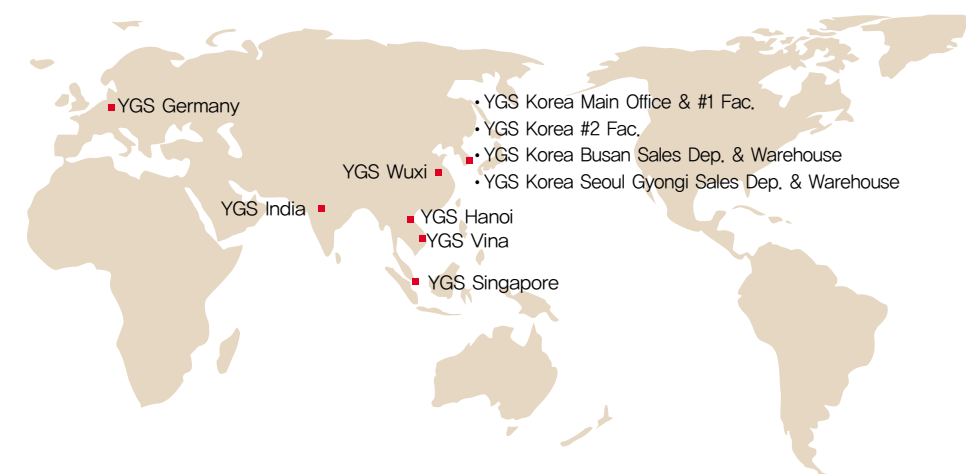 YGS Germany
• YGS Korea Main Office & #1 Fac.
• YGS Korea #2 Fac.
• YGS Korea Busan Sales Dep. & Warehouse
• YGS Korea Seoul Gyongi Sales Dep. & Warehouse
YGS Wuxi
YGS India
YGS Hanoi
YGS Vina
YGS Singapore